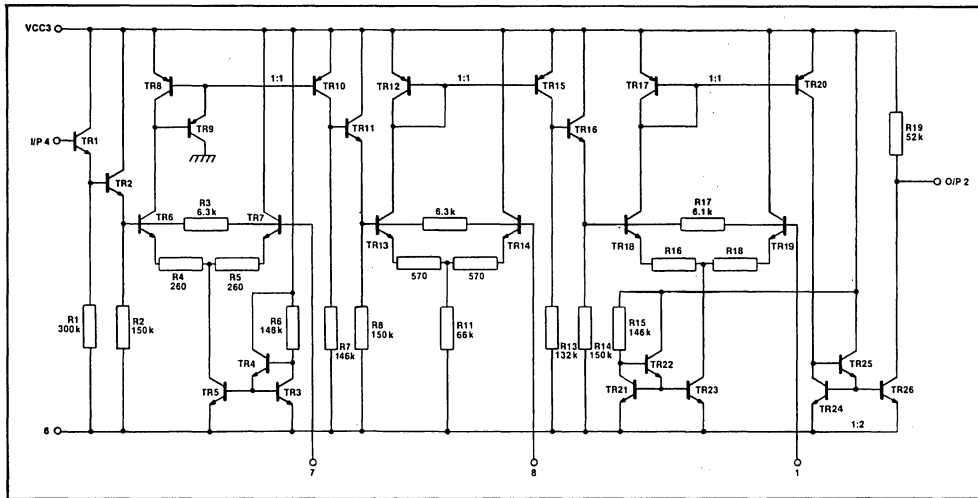 VCC3
TR8
1:1
TR10
TR12
1:1
TR15
TR17
1:1
TR20
I/P 4
TR1
TR9
TR11
TR16
R19
52k
TR2
O/P 2
TR6
R3
6.3k
TR7
6.3k
R17
6.1k
TR13
TR14
TR18
TR19
R4
260
R5
260
570
570
R16
R18
R1
300k
R2
150k
R6
146k
R7
146k
R8
150k
R11
66k
R13
132k
R14
150k
R15
146k
TR4
TR22
TR25
TR5
TR3
TR21
TR23
TR24
TR26
6
1:2
7
8
1